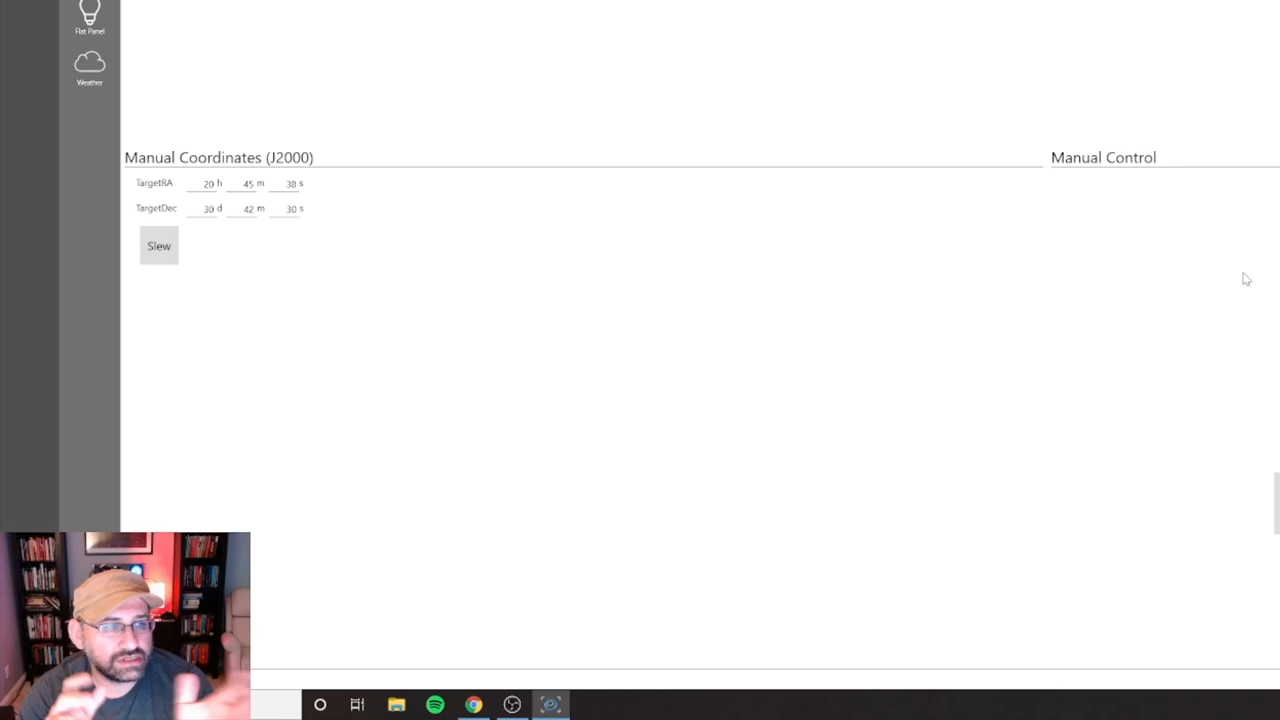 Flat Panel
Weather
Manual Coordinates (J2000)
TargetRA 20 h 45 m 38 s
TargetDec 30 d 42 m 30 s
Slew
Manual Control